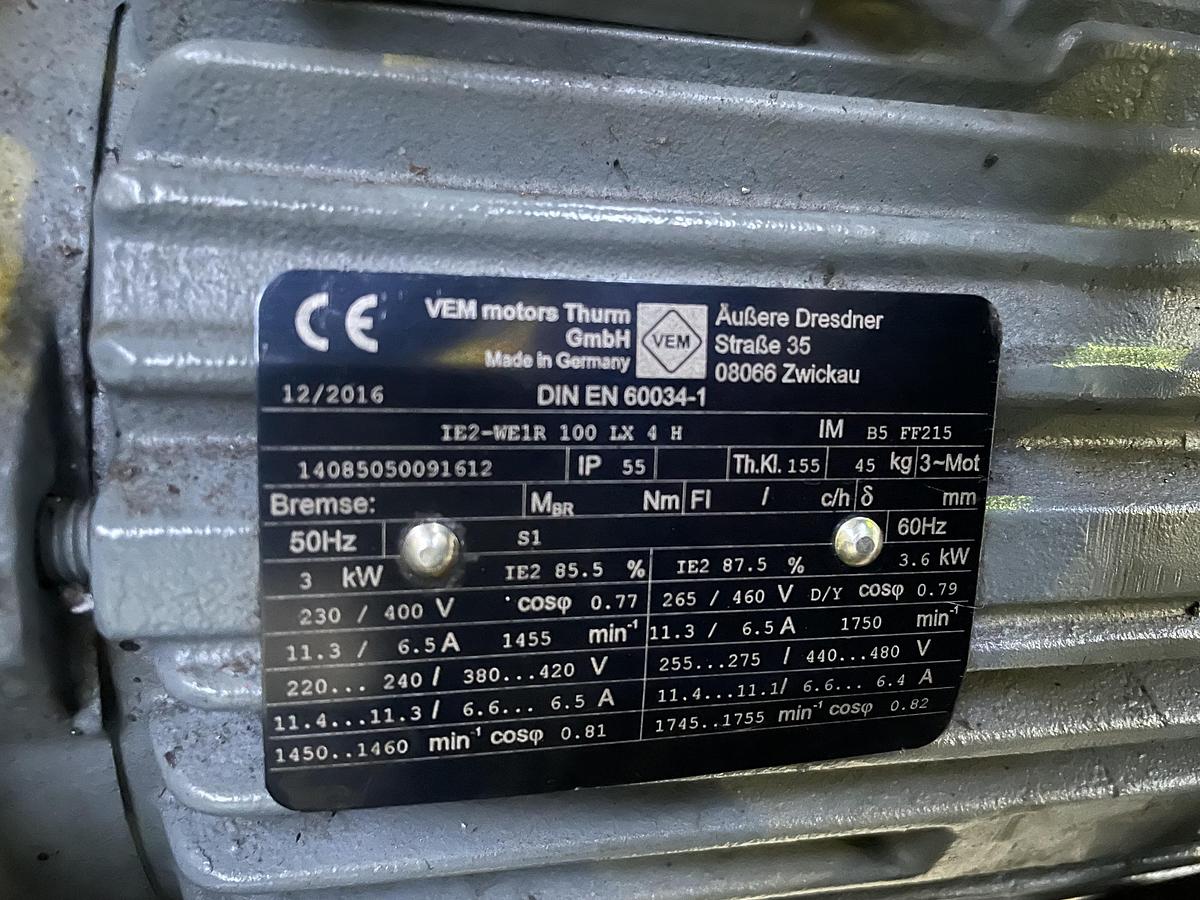 CE
VEM motors Thurm
GmbH
Made in Germany
VEM
Äußere Dresdner
Straße 35
08066 Zwickau
12/2016 DIN EN 60034-1
IE2-WE1R 100 LX 4 H IM B5 FF215
14085050091612 IP 55 Th.Kl. 155 45 kg 3~Mot
Bremse: MBR Nm Fl / c/h δ mm
50Hz S1 60Hz
3 kW IE2 85.5 % IE2 87.5 % 3.6 kW
230 / 400 V cosφ 0.77 265 / 460 V D/Y cosφ 0.79
11.3 / 6.5 A 1455 min⁻¹ 11.3 / 6.5 A 1750 min⁻¹
220... 240 / 380...420 V 255...275 / 440...480 V
11.4...11.3 / 6.6... 6.5 A 11.4...11.1/ 6.6... 6.4 A
1450..1460 min⁻¹ cosφ 0.81 1745..1755 min⁻¹ cosφ 0.82